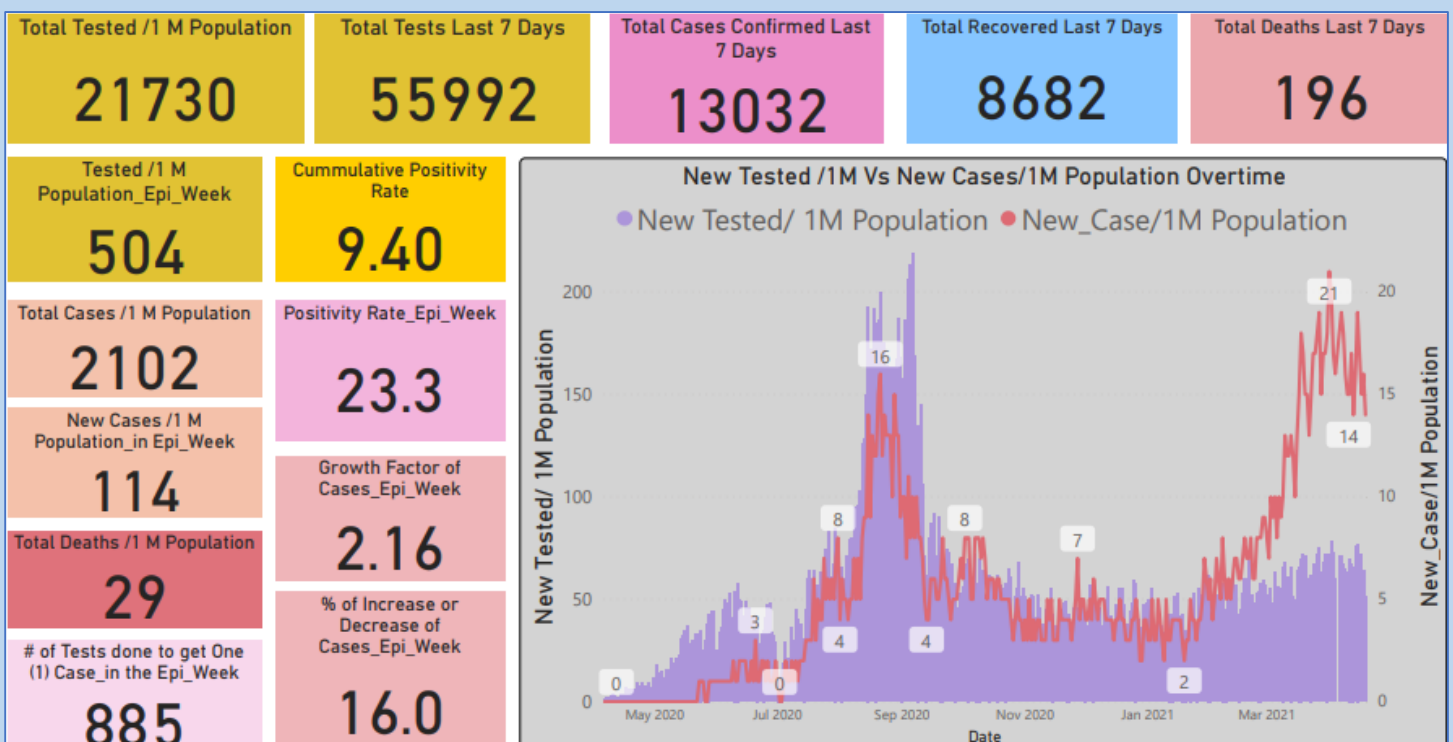 Total Tested /1 M Population
21730
Total Tests Last 7 Days
55992
Total Cases Confirmed Last
7 Days
13032
Total Recovered Last 7 Days
8682
Total Deaths Last 7 Days
196
Tested /1 M
Population_Epi_Week
504
Cummulative Positivity
Rate
9.40
Total Cases /1 M Population
2102
Positivity Rate_Epi_Week
23.3
New Cases /1 M
Population_in Epi_Week
114
Growth Factor of
Cases_Epi_Week
2.16
Total Deaths /1 M Population
29
% of Increase or
Decrease of
Cases_Epi_Week
16.0
# of Tests done to get One
(1) Case_in the Epi_Week
885
New Tested /1M Vs New Cases/1M Population Overtime
New Tested/ 1M Population
New_Case/1M Population
New Tested/ 1M Population
200
150
100
50
0
20
15
10
5
0
New_Case/1M Population
0
3
0
8
4
16
4
8
7
2
21
14
May 2020
Jul 2020
Sep 2020
Nov 2020
Jan 2021
Mar 2021
Date